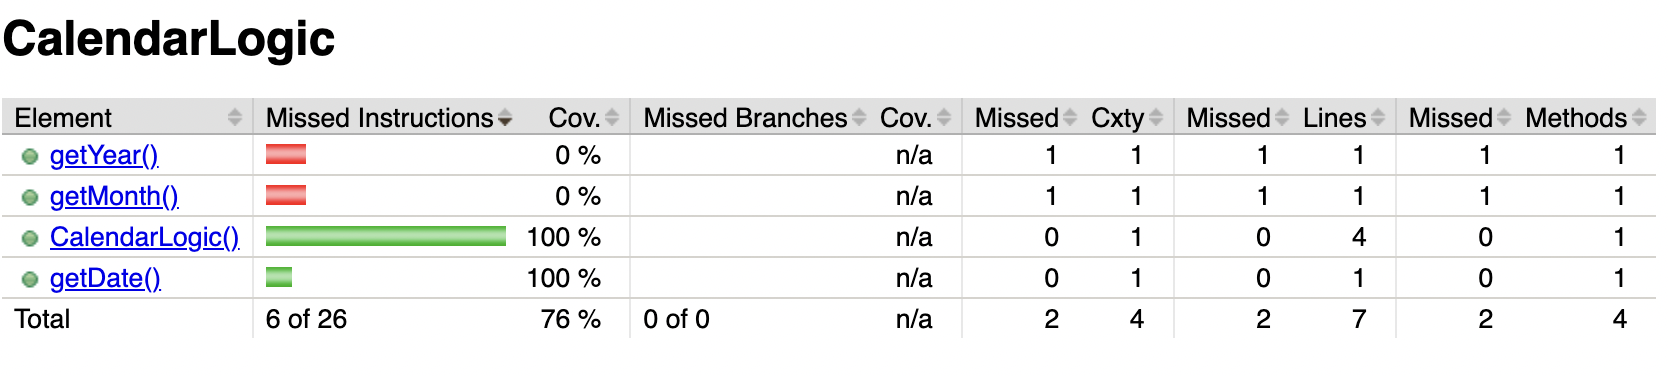 CalendarLogic
Element Missed Instructions Cov. Missed Branches Cov. Missed Cxty Missed Lines Missed Methods
getYear() 0 % n/a 1 1 1 1 1 1
getMonth() 0 % n/a 1 1 1 1 1 1
CalendarLogic() 100 % n/a 0 1 0 4 0 1
getDate() 100 % n/a 0 1 0 1 0 1
Total 6 of 26 76 % 0 of 0 n/a 2 4 2 7 2 4